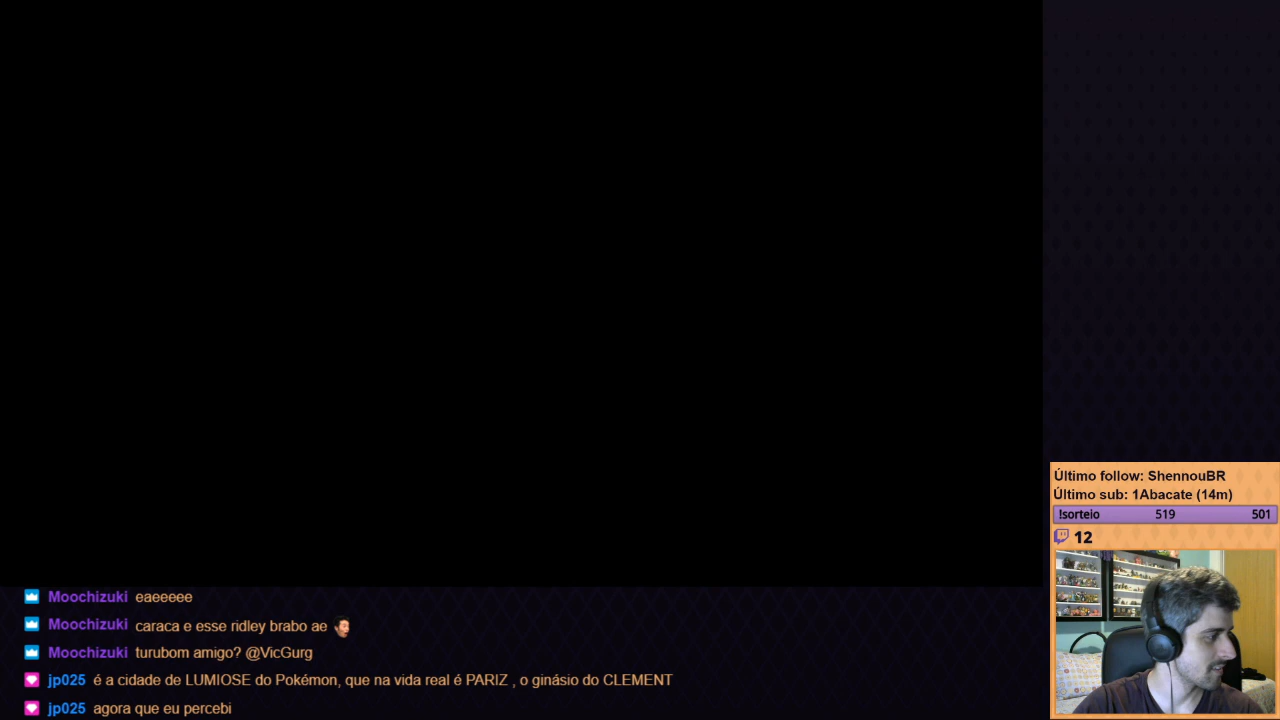 Último follow: ShennouBR
Último sub: 1Abacate (14m)
!sorteio 519 501
12
Moochizuki eaeeeee
Moochizuki caraca e esse ridley brabo ae
Moochizuki turubom amigo? @VicGurg
jp025 é a cidade de LUMIOSE do Pokémon, que na vida real é PARIZ , o ginásio do CLEMENT
jp025 agora que eu percebi